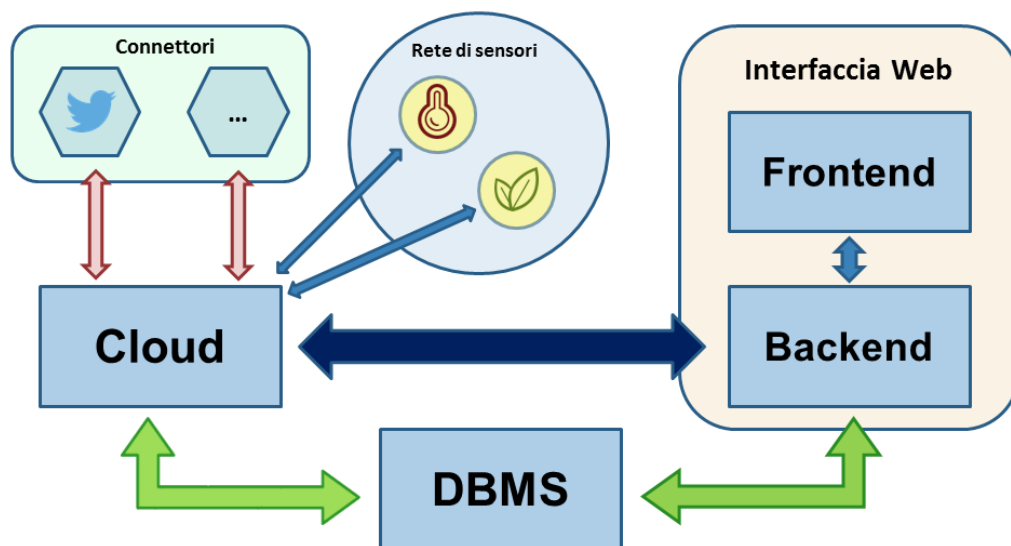 Connettori
...
Rete di sensori
Interfaccia Web
Frontend
Cloud
Backend
DBMS